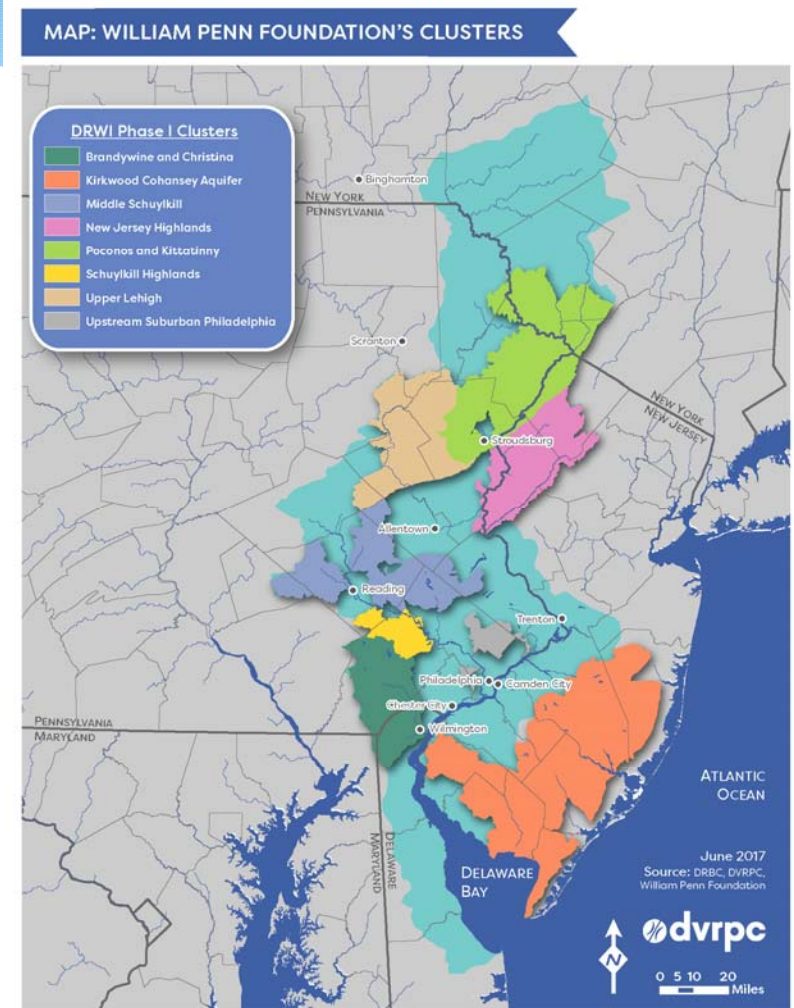 MAP: WILLIAM PENN FOUNDATION'S CLUSTERS
DRWI Phase I Clusters
Brandywine and Christina
Kirkwood Cohansey Aquifer
Middle Schuylkill
New Jersey Highlands
Poconos and Kittatinny
Schuylkill Highlands
Upper Lehigh
Upstream Suburban Philadelphia
Binghamton
NEW YORK
PENNSYLVANIA
Scranton
NEW YORK
NEW JERSEY
Stroudsburg
Allentown
Reading
Trenton
Philadelphia
Camden City
Chester City
Wilmington
PENNSYLVANIA
MARYLAND
DELAWARE
MARYLAND
ATLANTIC
OCEAN
DELAWARE
BAY
June 2017
Source: DRBC, DVRPC,
William Penn Foundation
dvrpc
N
0 5 10 20
Miles